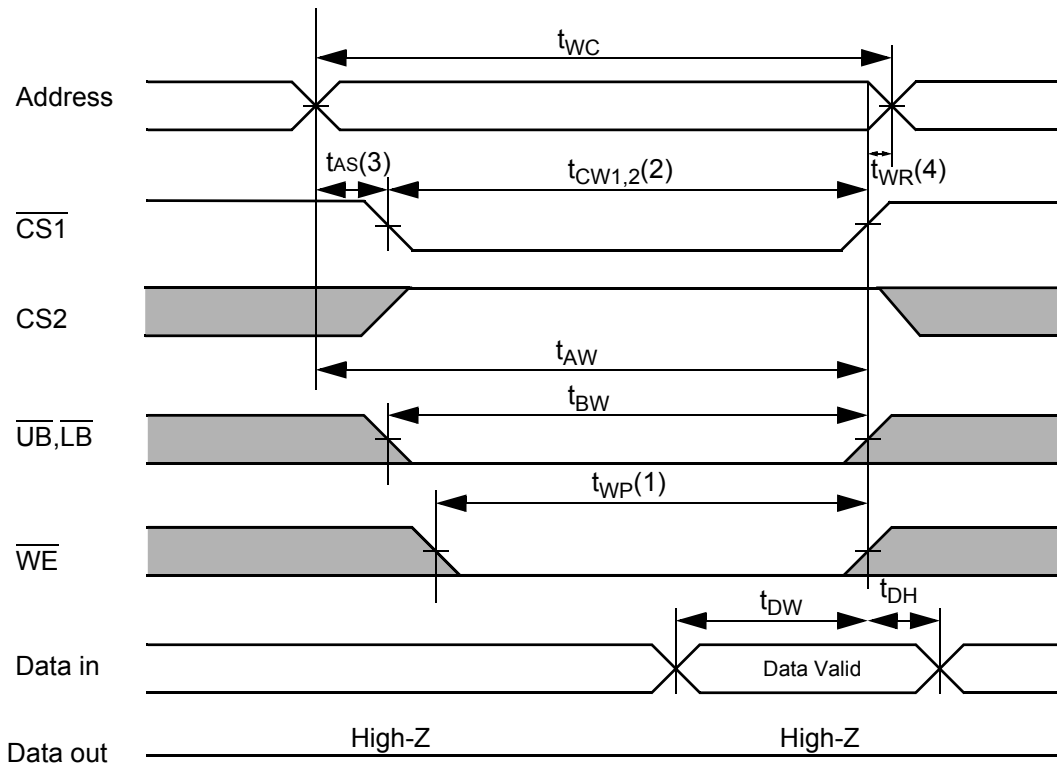 tWC
Address
tAS(3)
tCW1,2(2)
tWR(4)
CS1
CS2
tAW
tBW
UB,LB
tWP(1)
WE
tDW
tDH
Data in
Data Valid
High-Z
High-Z
Data out